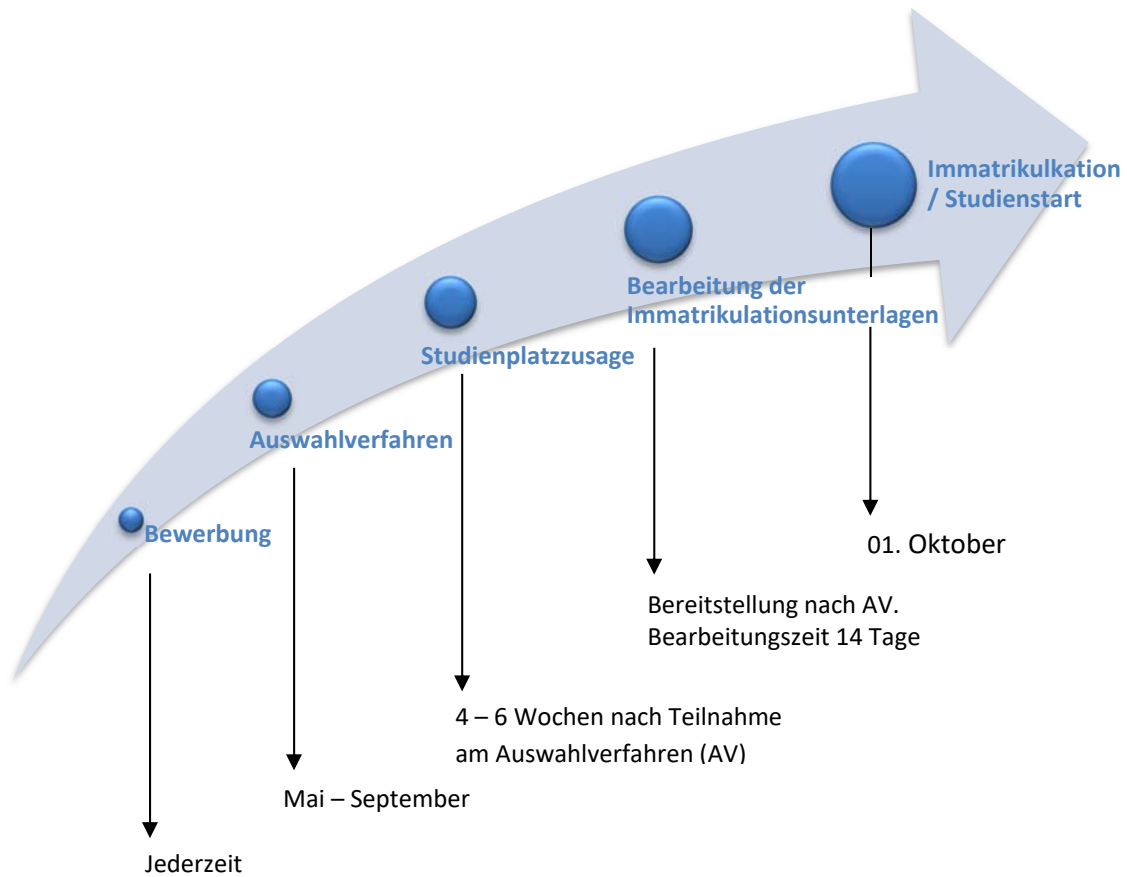 Immatrikulkation
/ Studienstart
Bearbeitung der
Immatrikulationsunterlagen
Studienplatzzusage
Auswahlverfahren
Bewerbung
01. Oktober
Bereitstellung nach AV.
Bearbeitungszeit 14 Tage
4 – 6 Wochen nach Teilnahme
am Auswahlverfahren (AV)
Mai – September
Jederzeit